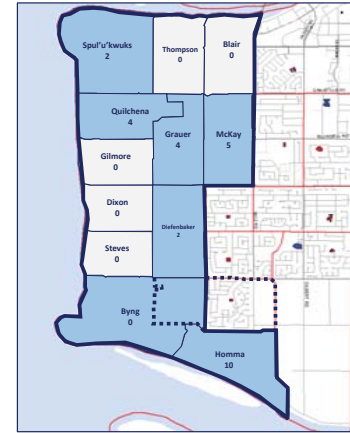 Spul'u'kwuks
2
Thompson
0
Blair
0
Quilchena
4
Grauer
4
McKay
5
Gilmore
0
Dixon
0
Diefenbaker
2
Steves
0
Byng
0
Homma
10